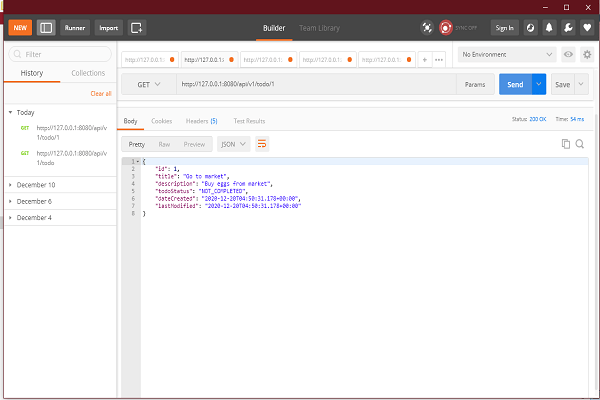 NEW Runner Import Builder Team Library SYNC OFF Sign In
Filter
History Collections
Clear all
Today
GET http://127.0.0.1:8080/api/v
1/todo/1
GET http://127.0.0.1:8080/api/v
1/todo
December 10
December 6
December 4
http://127.0.0.1: http://127.0.0.1: http://127.0.0.1: http://127.0.0.1: http://127.0.0.1: + ••• No Environment
GET http://127.0.0.1:8080/api/v1/todo/1 Params Send Save
Body Cookies Headers (5) Test Results Status: 200 OK Time: 54 ms
Pretty Raw Preview JSON
1 {
2 "id": 1,
3 "title": "Go to market",
4 "description": "Buy eggs from market",
5 "todoStatus": "NOT_COMPLETED",
6 "dateCreated": "2020-12-20T04:50:31.178+00:00",
7 "lastModified": "2020-12-20T04:50:31.178+00:00"
8 }